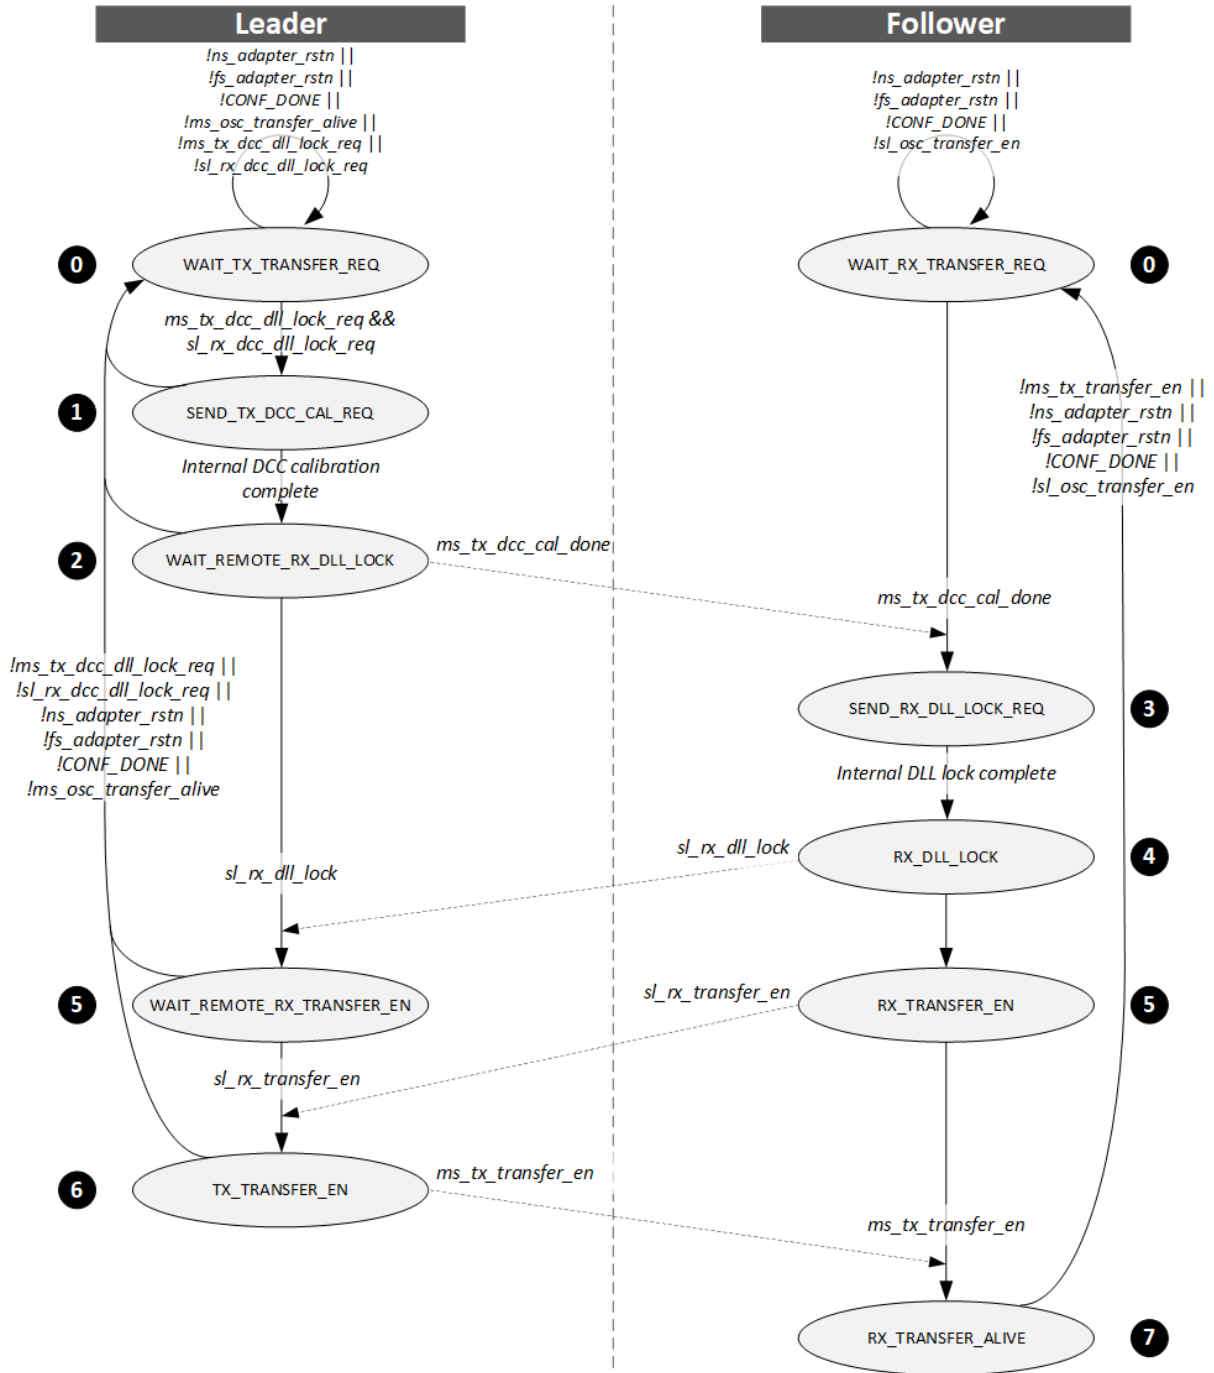 Leader
Follower
!ns_adapter_rstn ||
!fs_adapter_rstn ||
!CONF_DONE ||
!ms_osc_transfer_alive ||
!ms_tx_dcc_dll_lock_req ||
!sl_rx_dcc_dll_lock_req
!ns_adapter_rstn ||
!fs_adapter_rstn ||
!CONF_DONE ||
!sl_osc_transfer_en
0
WAIT_TX_TRANSFER_REQ
WAIT_RX_TRANSFER_REQ
0
ms_tx_dcc_dll_lock_req &&
sl_rx_dcc_dll_lock_req
1
SEND_TX_DCC_CAL_REQ
!ms_tx_transfer_en ||
!ns_adapter_rstn ||
!fs_adapter_rstn ||
!CONF_DONE ||
!sl_osc_transfer_en
Internal DCC calibration
complete
2
WAIT_REMOTE_RX_DLL_LOCK
ms_tx_dcc_cal_done
ms_tx_dcc_cal_done
!ms_tx_dcc_dll_lock_req ||
!sl_rx_dcc_dll_lock_req ||
!ns_adapter_rstn ||
!fs_adapter_rstn ||
!CONF_DONE ||
!ms_osc_transfer_alive
SEND_RX_DLL_LOCK_REQ
3
Internal DLL lock complete
sl_rx_dll_lock
RX_DLL_LOCK
4
sl_rx_dll_lock
5
WAIT_REMOTE_RX_TRANSFER_EN
sl_rx_transfer_en
RX_TRANSFER_EN
5
sl_rx_transfer_en
6
TX_TRANSFER_EN
ms_tx_transfer_en
ms_tx_transfer_en
RX_TRANSFER_ALIVE
7